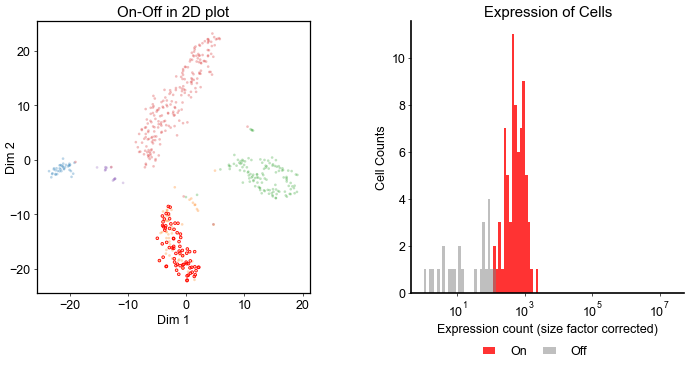 On-Off in 2D plot
20
10
0
−10
−20
Dim 2
−20 −10 0 10 20
Dim 1
Expression of Cells
10
8
6
4
2
0
Cell Counts
10^1 10^3 10^5 10^7
Expression count (size factor corrected)
On Off